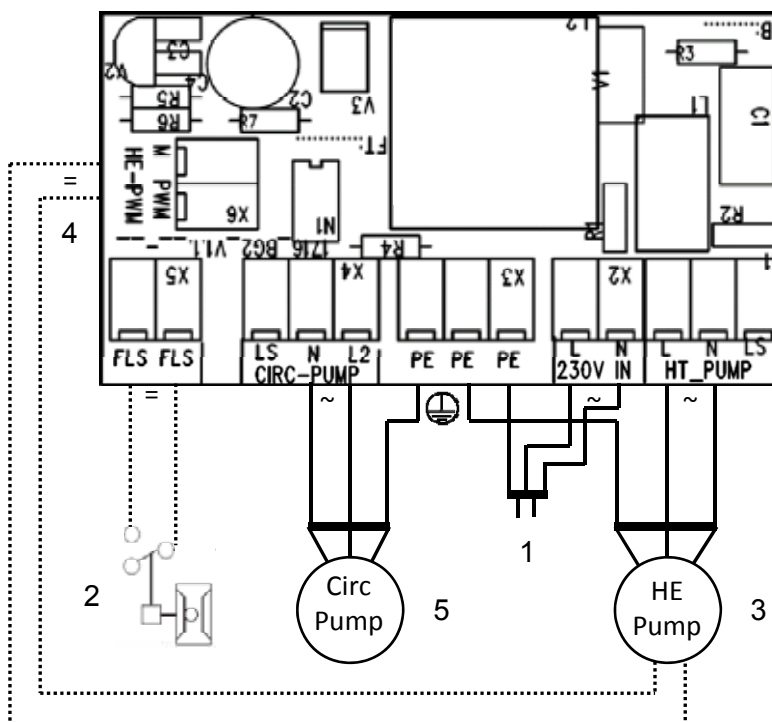 V2
C3
C4
R5
R6
R7
C2
V3
FT:
L2
VA
R3
B:
L1
C1
R2
R4
N1
X6
HE-PWM
M PWM
V1.1
BG2 1716
X5
X4
X3
X2
FLS FLS
LS N L2
CIRC-PUMP
PE PE PE
L N
230V IN
L N LS
HT_PUMP
=
4
=
~
~
~
2
Circ
Pump
5
1
HE
Pump
3